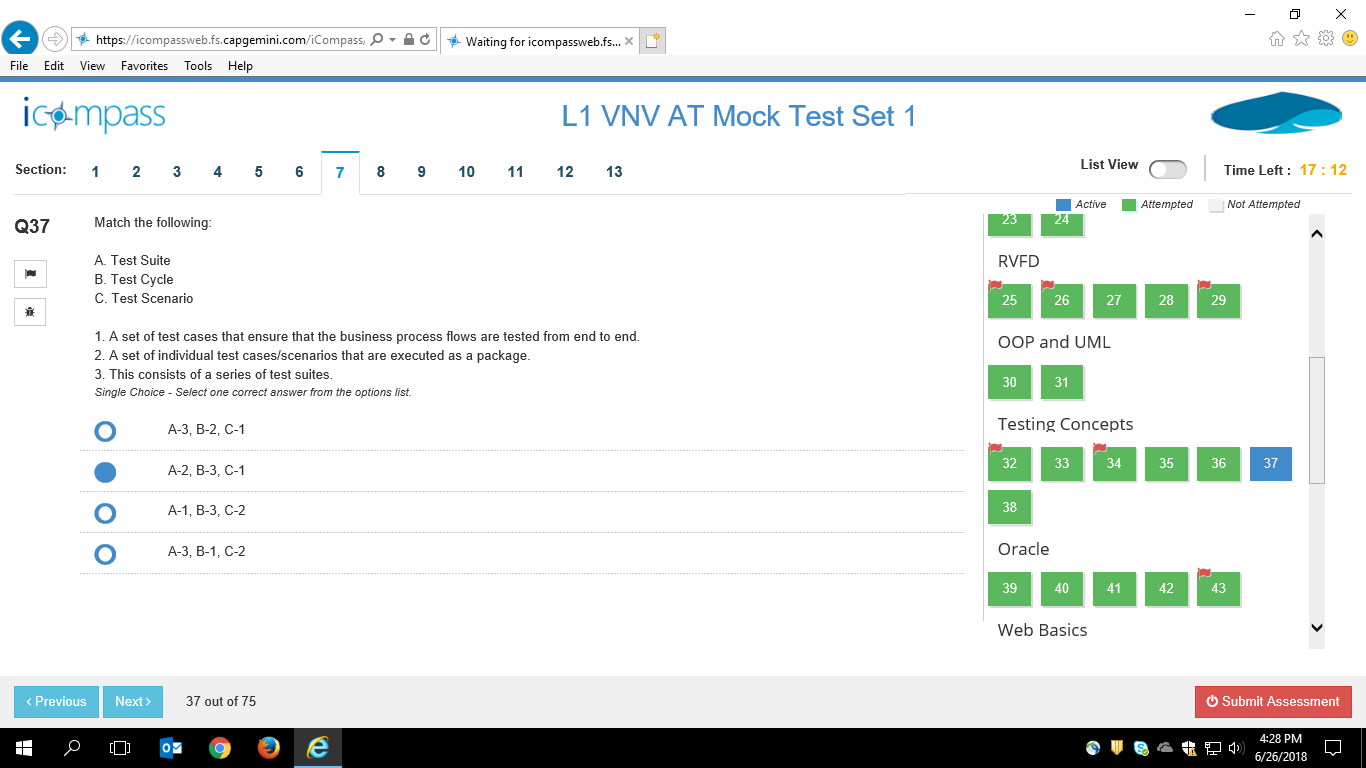 https://icompassweb.fs.capgemini.com/iCompass/
Waiting for icompassweb.fs...
File Edit View Favorites Tools Help
icompass
L1 VNV AT Mock Test Set 1
Section: 1 2 3 4 5 6 7 8 9 10 11 12 13
List View
Time Left : 17 : 12
Active Attempted Not Attempted
Q37
Match the following:
A. Test Suite
B. Test Cycle
C. Test Scenario
1. A set of test cases that ensure that the business process flows are tested from end to end.
2. A set of individual test cases/scenarios that are executed as a package.
3. This consists of a series of test suites.
Single Choice - Select one correct answer from the options list.
A-3, B-2, C-1
A-2, B-3, C-1
A-1, B-3, C-2
A-3, B-1, C-2
23 24
RVFD
25 26 27 28 29
OOP and UML
30 31
Testing Concepts
32 33 34 35 36 37
38
Oracle
39 40 41 42 43
Web Basics
Previous Next 37 out of 75
Submit Assessment
4:28 PM
6/26/2018